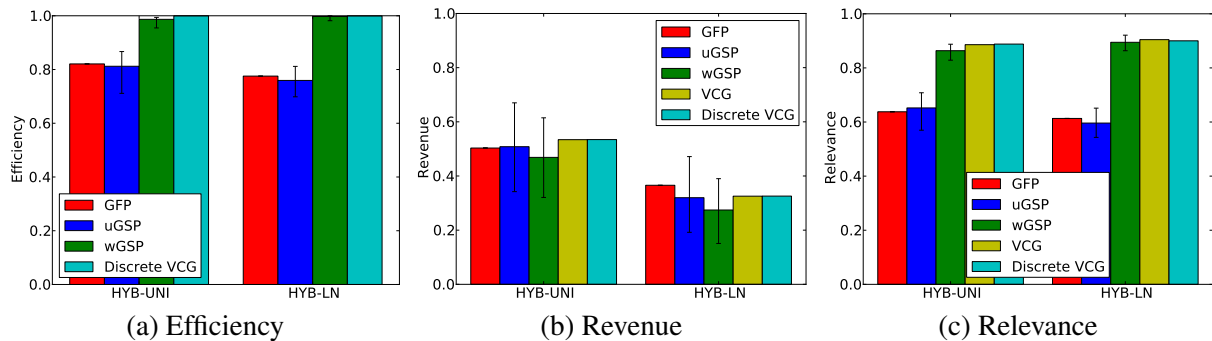 1.0
0.8
0.6
0.4
0.2
0.0
Efficiency
GFP
uGSP
wGSP
Discrete VCG
HYB-UNI
HYB-LN
(a) Efficiency
1.0
0.8
0.6
0.4
0.2
0.0
Revenue
GFP
uGSP
wGSP
VCG
Discrete VCG
HYB-UNI
HYB-LN
(b) Revenue
1.0
0.8
0.6
0.4
0.2
0.0
Relevance
GFP
uGSP
wGSP
VCG
Discrete VCG
HYB-UNI
HYB-LN
(c) Relevance